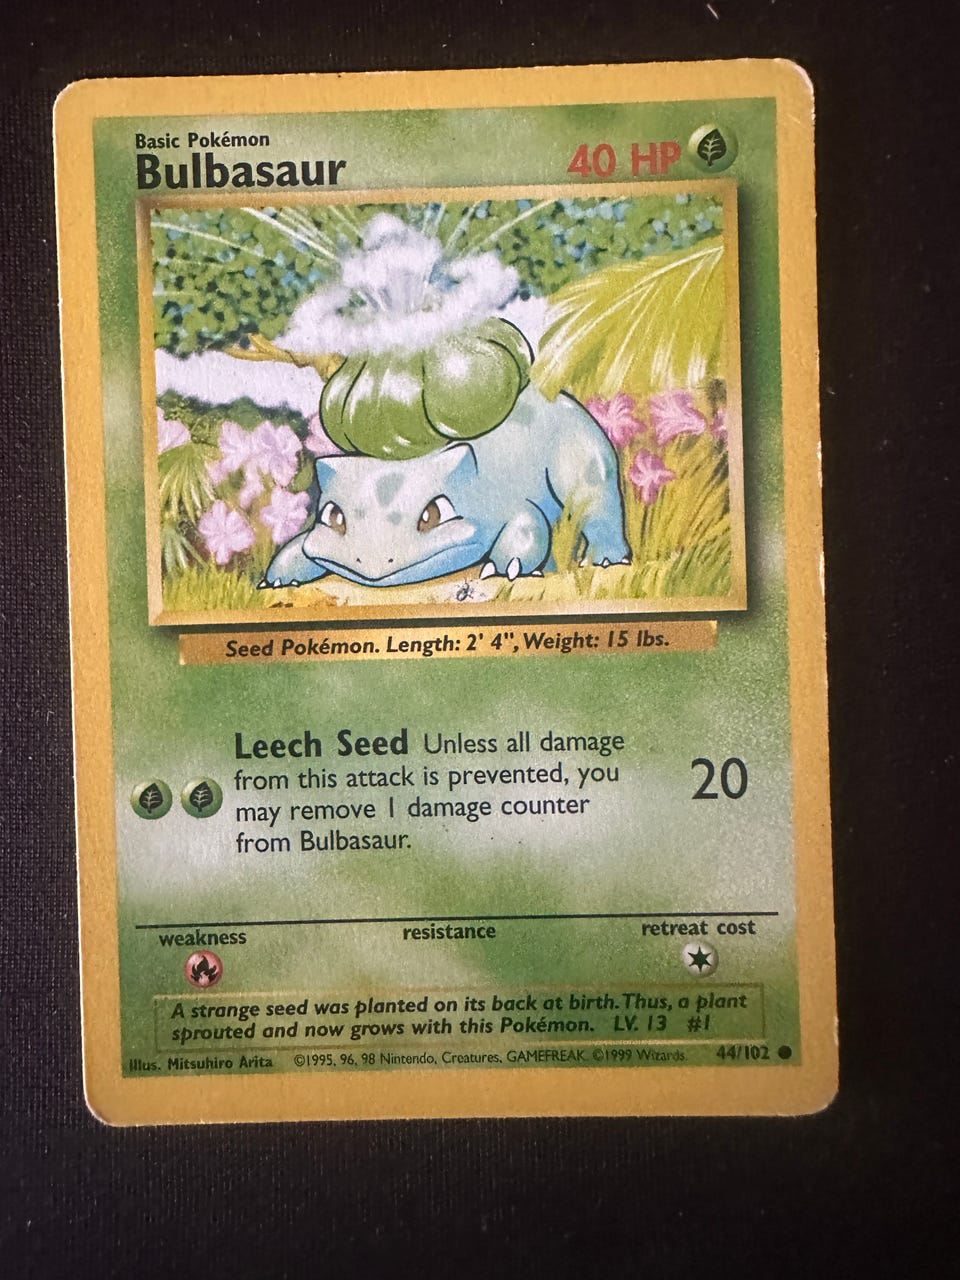 Basic Pokémon
Bulbasaur
40 HP
Seed Pokémon. Length: 2' 4", Weight: 15 lbs.
Leech Seed Unless all damage
from this attack is prevented, you
may remove 1 damage counter
from Bulbasaur.
20
weakness
resistance
retreat cost
A strange seed was planted on its back at birth. Thus, a plant
sprouted and now grows with this Pokémon. LV. 13 #1
Illus. Mitsuhiro Arita ©1995, 96, 98 Nintendo, Creatures, GAMEFREAK. ©1999 Wizards. 44/102